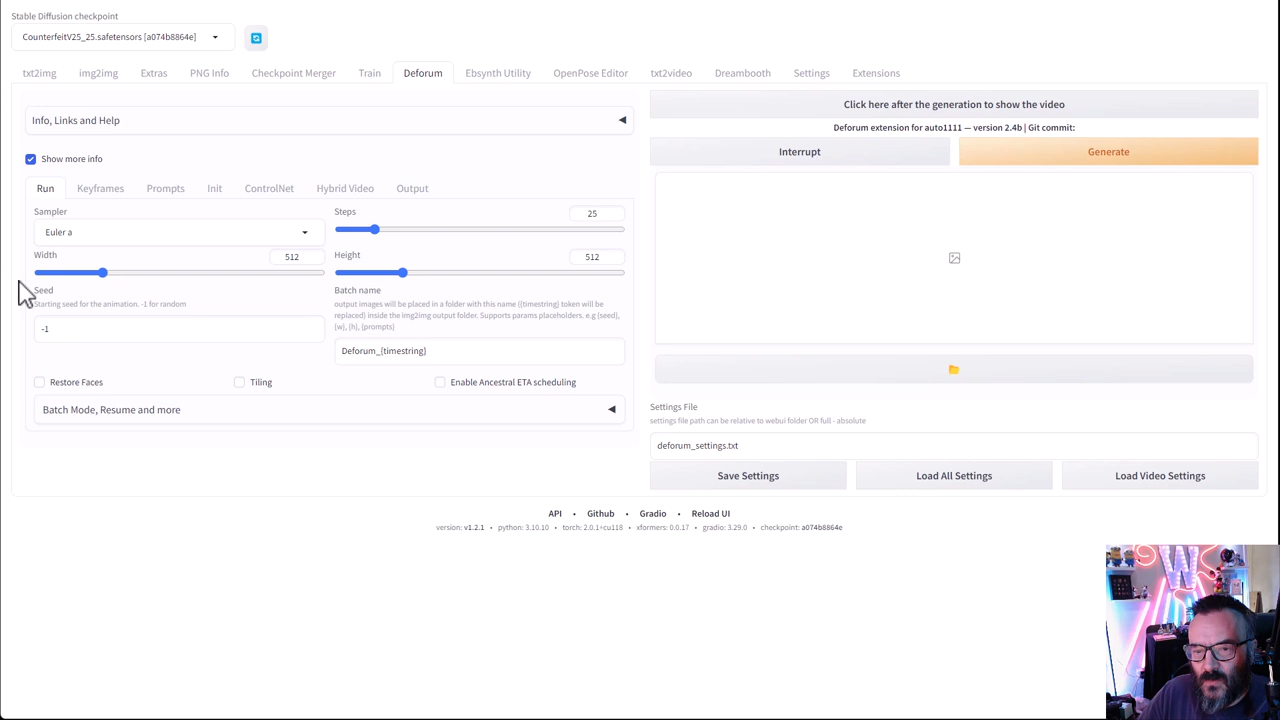 Stable Diffusion checkpoint
CounterfeitV25_25.safetensors [a074b8864e]
txt2img
img2img
Extras
PNG Info
Checkpoint Merger
Train
Deforum
Ebsynth Utility
OpenPose Editor
txt2video
Dreambooth
Settings
Extensions
Info, Links and Help
Show more info
Run
Keyframes
Prompts
Init
ControlNet
Hybrid Video
Output
Sampler
Euler a
Steps
25
Width
512
Height
512
Seed
Starting seed for the animation. -1 for random
-1
Batch name
output images will be placed in a folder with this name ({timestring} token will be
replaced) inside the img2img output folder. Supports params placeholders. e.g {seed},
{w}, {h}, {prompts}
Deforum_{timestring}
Restore Faces
Tiling
Enable Ancestral ETA scheduling
Batch Mode, Resume and more
Click here after the generation to show the video
Deforum extension for auto1111 — version 2.4b | Git commit:
Interrupt
Generate
Settings File
settings file path can be relative to webui folder OR full - absolute
deforum_settings.txt
Save Settings
Load All Settings
Load Video Settings
API • Github • Gradio • Reload UI
version: v1.2.1 • python: 3.10.10 • torch: 2.0.1+cu118 • xformers: 0.0.17 • gradio: 3.29.0 • checkpoint: a074b8864e
W